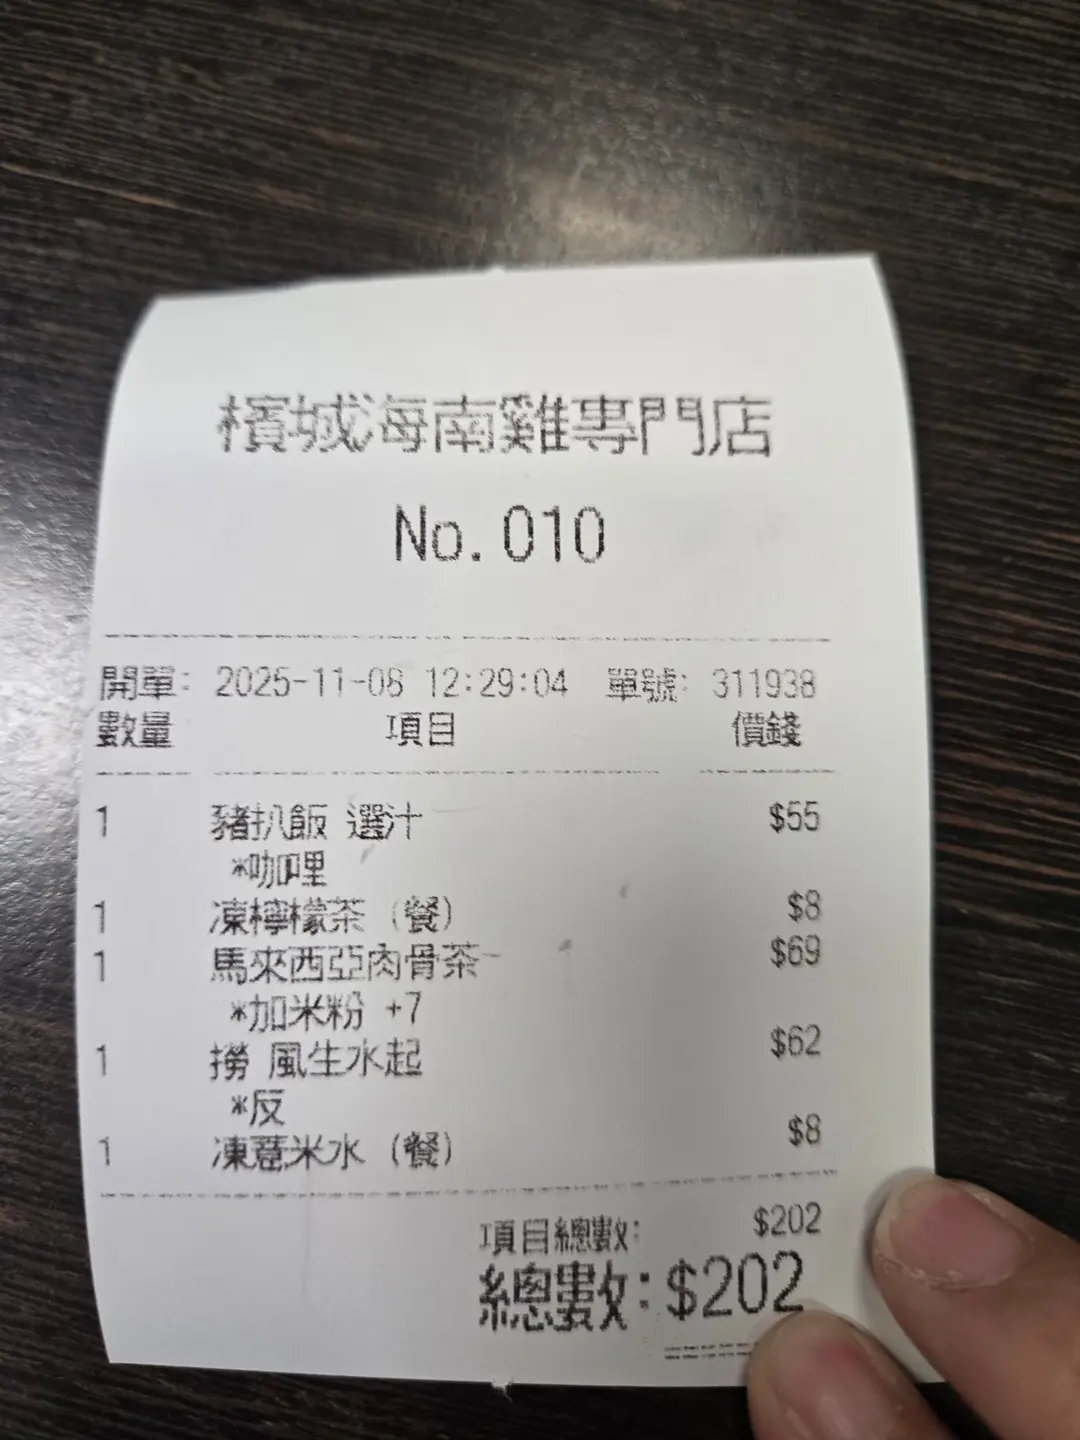 檳城海南雞專門店
No. 010
開單: 2025-11-08 12:29:04 單號: 311938
數量 項目 價錢
1 豬扒飯 選汁 $55
*咖哩
1 凍檸檬茶 (餐) $8
1 馬來西亞肉骨茶 $69
*加米粉 +7
1 撈 風生水起 $62
*反
1 凍薏米水 (餐) $8
項目總數: $202
總數: $202